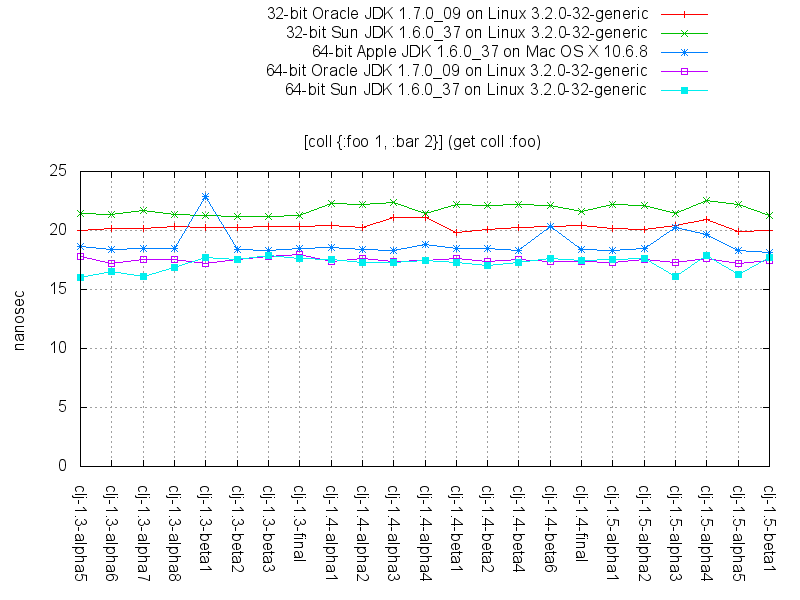 32-bit Oracle JDK 1.7.0_09 on Linux 3.2.0-32-generic
32-bit Sun JDK 1.6.0_37 on Linux 3.2.0-32-generic
64-bit Apple JDK 1.6.0_37 on Mac OS X 10.6.8
64-bit Oracle JDK 1.7.0_09 on Linux 3.2.0-32-generic
64-bit Sun JDK 1.6.0_37 on Linux 3.2.0-32-generic
[coll {:foo 1, :bar 2}] (get coll :foo)
25
20
15
10
5
0
nanosec
clj-1.3-alpha5
clj-1.3-alpha6
clj-1.3-alpha7
clj-1.3-alpha8
clj-1.3-beta1
clj-1.3-beta2
clj-1.3-beta3
clj-1.3-final
clj-1.4-alpha1
clj-1.4-alpha2
clj-1.4-alpha3
clj-1.4-alpha4
clj-1.4-beta1
clj-1.4-beta2
clj-1.4-beta4
clj-1.4-beta6
clj-1.4-final
clj-1.5-alpha1
clj-1.5-alpha2
clj-1.5-alpha3
clj-1.5-alpha4
clj-1.5-alpha5
clj-1.5-beta1